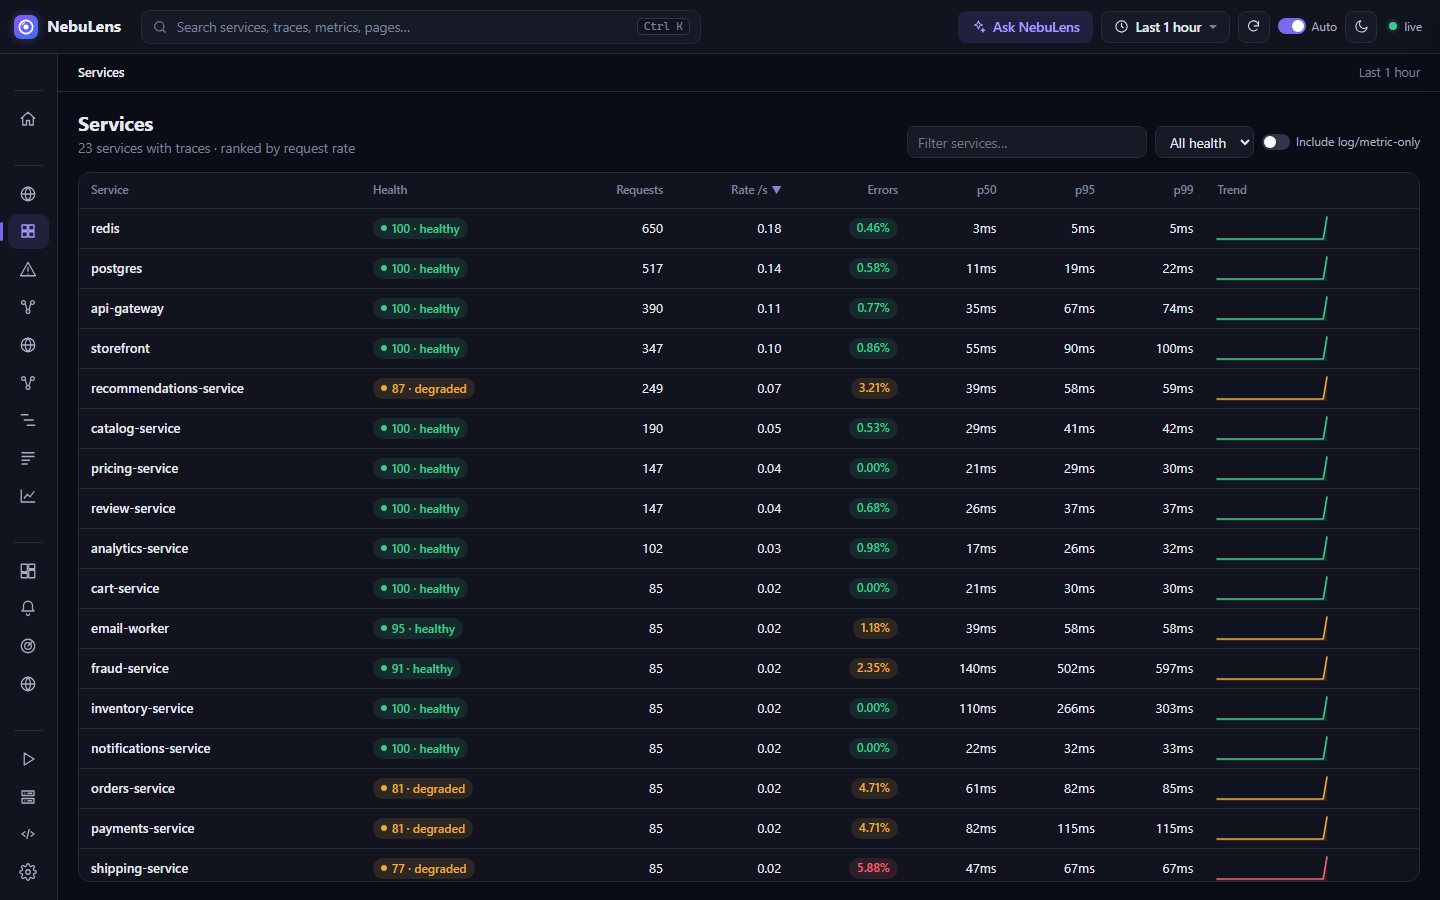 NebuLens
Search services, traces, metrics, pages...
Ctrl K
Ask NebuLens
Last 1 hour
Auto
live
Services
Last 1 hour
Services
23 services with traces · ranked by request rate
Filter services...
All health
Include log/metric-only
Service Health Requests Rate /s ▼ Errors p50 p95 p99 Trend
redis 100 · healthy 650 0.18 0.46% 3ms 5ms 5ms
postgres 100 · healthy 517 0.14 0.58% 11ms 19ms 22ms
api-gateway 100 · healthy 390 0.11 0.77% 35ms 67ms 74ms
storefront 100 · healthy 347 0.10 0.86% 55ms 90ms 100ms
recommendations-service 87 · degraded 249 0.07 3.21% 39ms 58ms 59ms
catalog-service 100 · healthy 190 0.05 0.53% 29ms 41ms 42ms
pricing-service 100 · healthy 147 0.04 0.00% 21ms 29ms 30ms
review-service 100 · healthy 147 0.04 0.68% 26ms 37ms 37ms
analytics-service 100 · healthy 102 0.03 0.98% 17ms 26ms 32ms
cart-service 100 · healthy 85 0.02 0.00% 21ms 30ms 30ms
email-worker 95 · healthy 85 0.02 1.18% 39ms 58ms 58ms
fraud-service 91 · healthy 85 0.02 2.35% 140ms 502ms 597ms
inventory-service 100 · healthy 85 0.02 0.00% 110ms 266ms 303ms
notifications-service 100 · healthy 85 0.02 0.00% 22ms 32ms 33ms
orders-service 81 · degraded 85 0.02 4.71% 61ms 82ms 85ms
payments-service 81 · degraded 85 0.02 4.71% 82ms 115ms 115ms
shipping-service 77 · degraded 85 0.02 5.88% 47ms 67ms 67ms